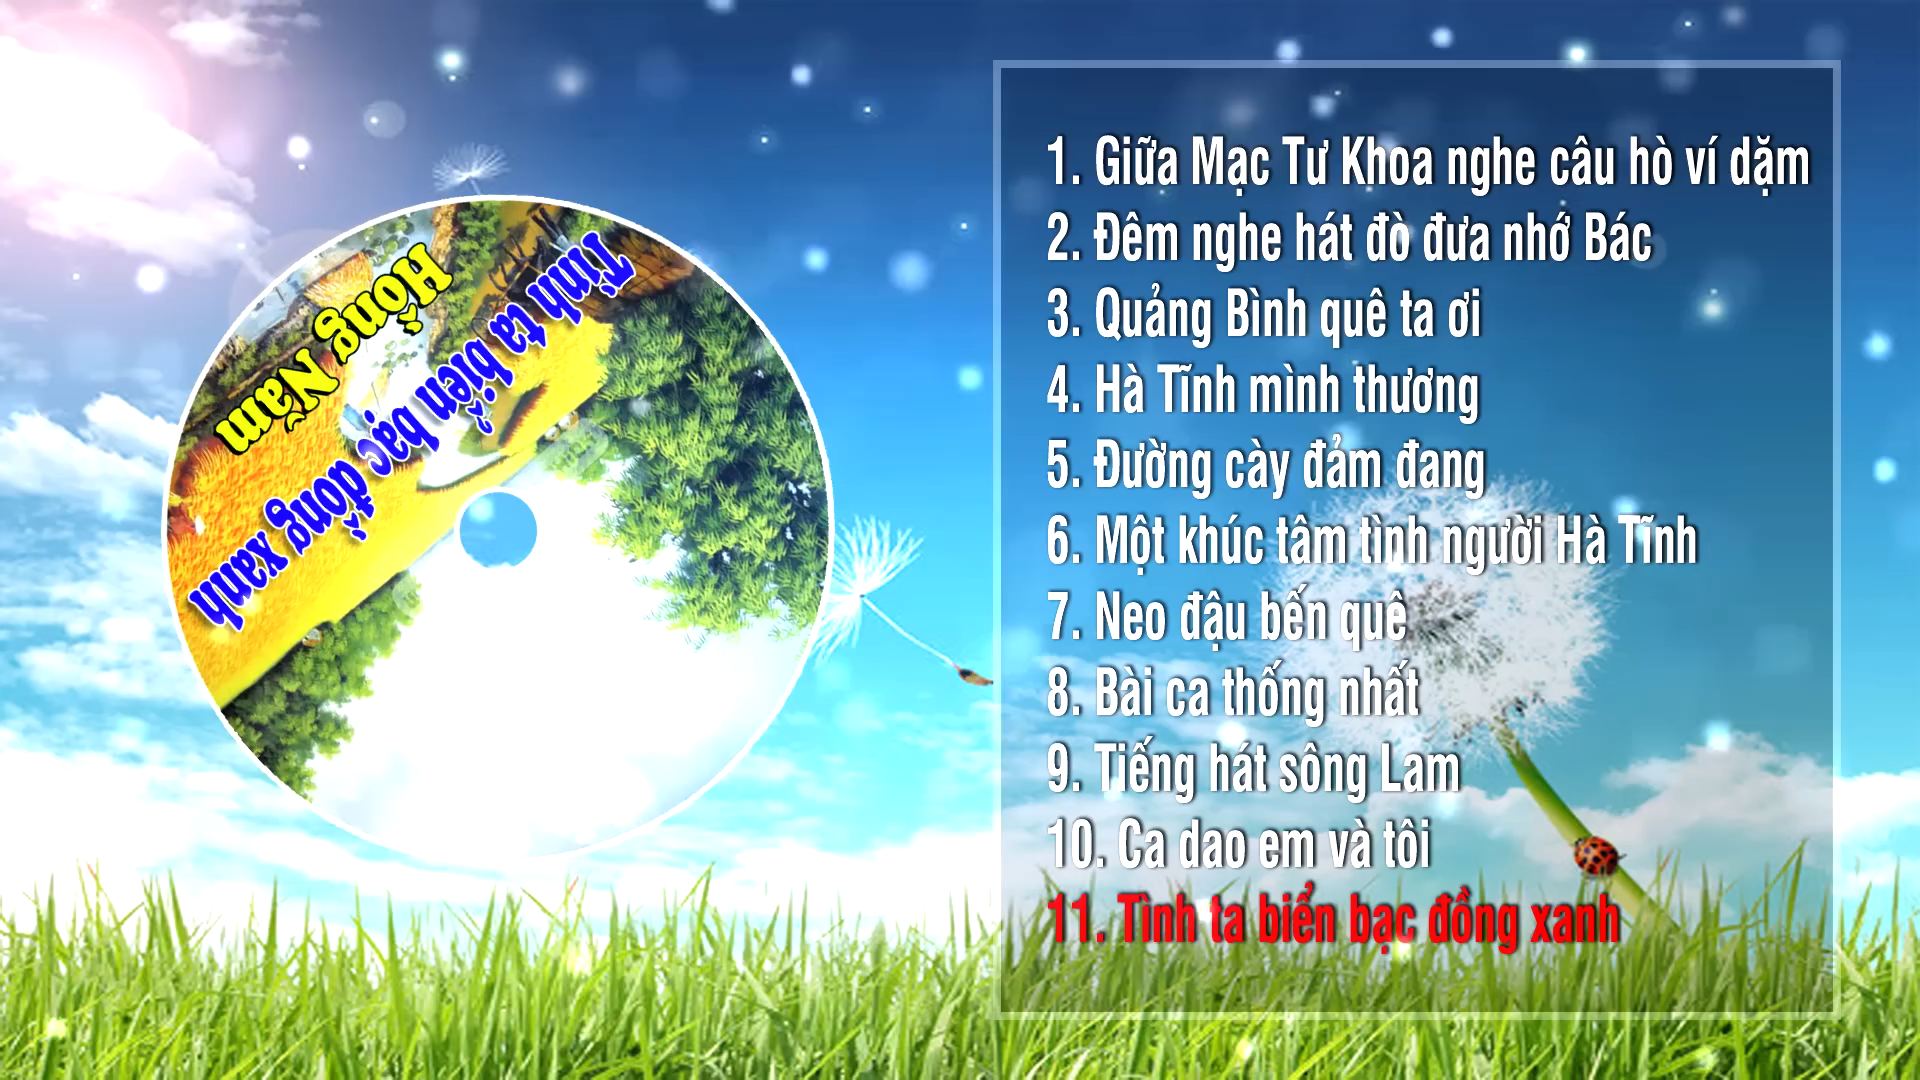 Hồng Năm
Tình ta biển bạc đồng xanh
1. Giữa Mạc Tư Khoa nghe câu hò ví dặm
2. Đêm nghe hát đò đưa nhớ Bác
3. Quảng Bình quê ta ơi
4. Hà Tĩnh mình thương
5. Đường cày đảm đang
6. Một khúc tâm tình người Hà Tĩnh
7. Neo đậu bến quê
8. Bài ca thống nhất
9. Tiếng hát sông Lam
10. Ca dao em và tôi
11. Tình ta biển bạc đồng xanh